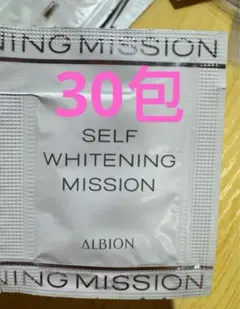 NING MISSION
30包
SELF
WHITENING
MISSION
ALBION
NING MISSION